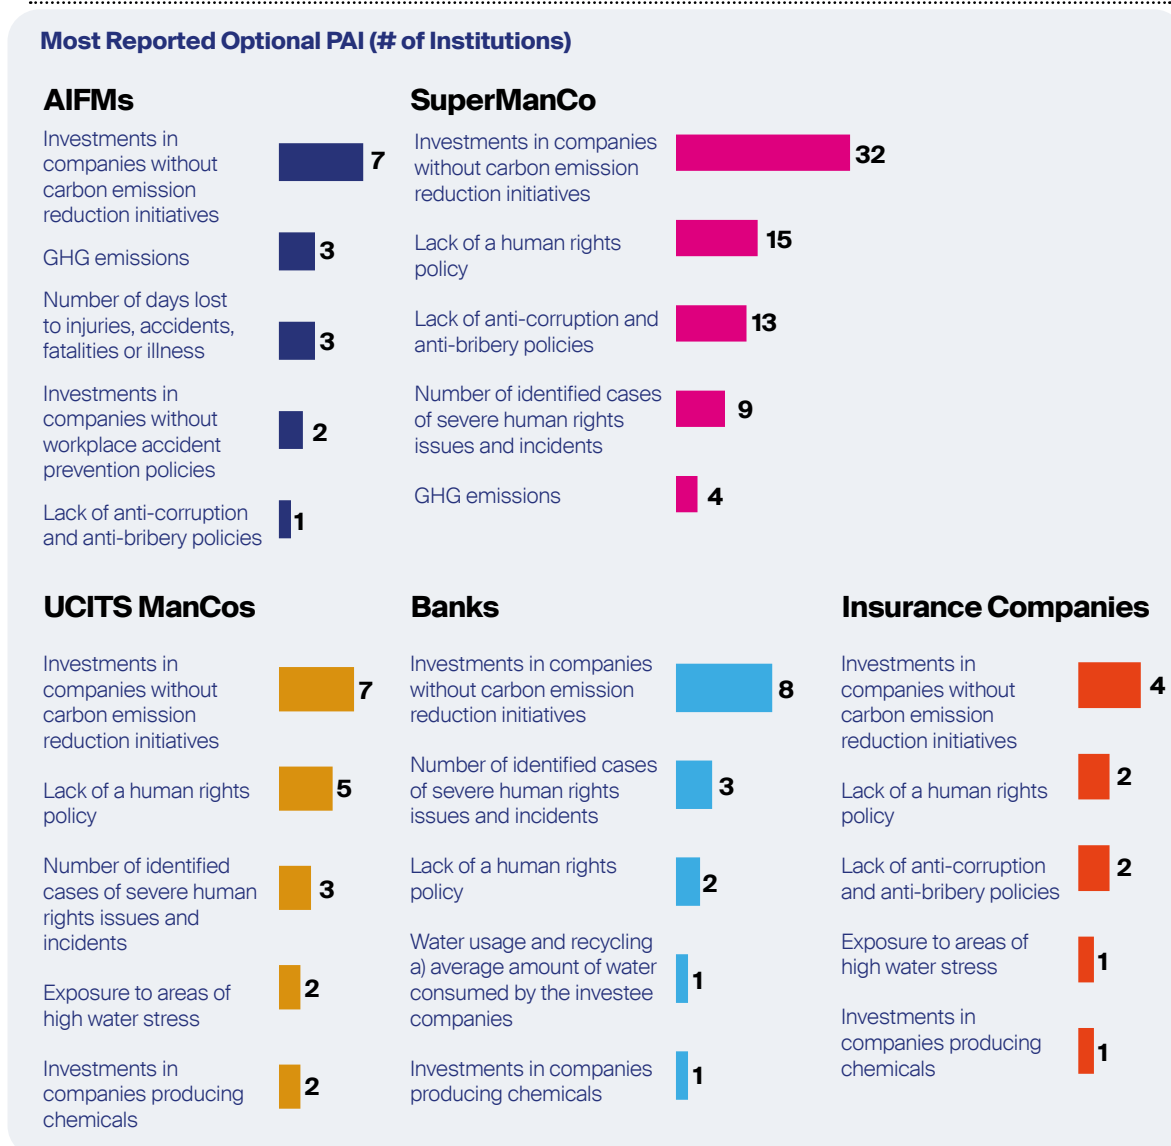 Most Reported Optional PAI (# of Institutions)
AIFMs
Investments in
companies without
carbon emission
reduction initiatives
7
GHG emissions
3
Number of days lost
to injuries, accidents,
fatalities or illness
3
Investments in
companies without
workplace accident
prevention policies
2
Lack of anti-corruption
and anti-bribery policies
1
SuperManCo
Investments in companies
without carbon emission
reduction initiatives
32
Lack of a human rights
policy
15
Lack of anti-corruption and
anti-bribery policies
13
Number of identified cases
of severe human rights
issues and incidents
9
GHG emissions
4
UCITS ManCos
Investments in
companies without
carbon emission
reduction initiatives
7
Lack of a human rights
policy
5
Number of identified
cases of severe human
rights issues and
incidents
3
Exposure to areas of
high water stress
2
Investments in
companies producing
chemicals
2
Banks
Investments in companies
without carbon emission
reduction initiatives
8
Number of identified cases
of severe human rights
issues and incidents
3
Lack of a human rights
policy
2
Water usage and recycling
a) average amount of water
consumed by the investee
companies
1
Investments in companies
producing chemicals
1
Insurance Companies
Investments in
companies without
carbon emission
reduction initiatives
4
Lack of a human rights
policy
2
Lack of anti-corruption
and anti-bribery policies
2
Exposure to areas of
high water stress
1
Investments in
companies producing
chemicals
1